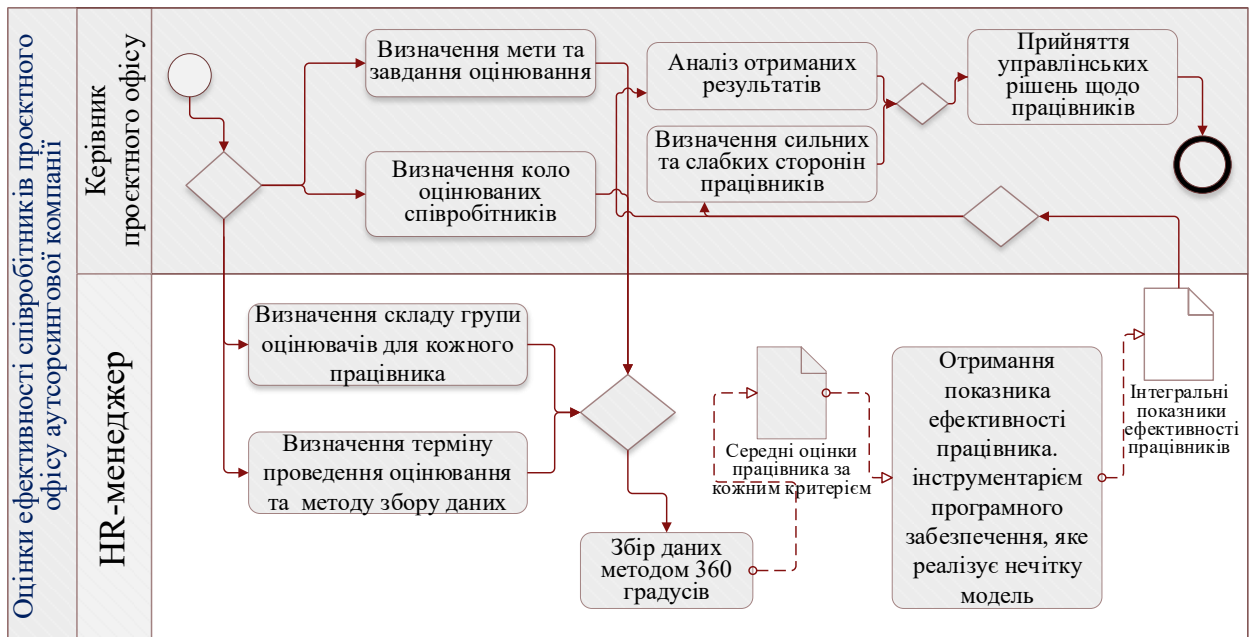 Оцінки ефективності співробітників проєктного
офісу аутсорсингової компанії
Керівник
проєктного офісу
Визначення мети та
завдання оцінювання
Визначення коло
оцінюваних
співробітників
Аналіз отриманих
результатів
Визначення сильних
та слабких сторонін
працівників
Прийняття
управлінських
рішень щодо
працівників
HR-менеджер
Визначення складу групи
оцінювачів для кожного
працівника
Визначення терміну
проведення оцінювання
та методу збору даних
Збір даних
методом 360
градусів
Середні оцінки
працівника за
кожним критерієм
Отримання
показника
ефективності
працівника.
інструментарієм
програмного
забезпечення, яке
реалізує нечітку
модель
Інтегральні
показники
ефективності
працівників